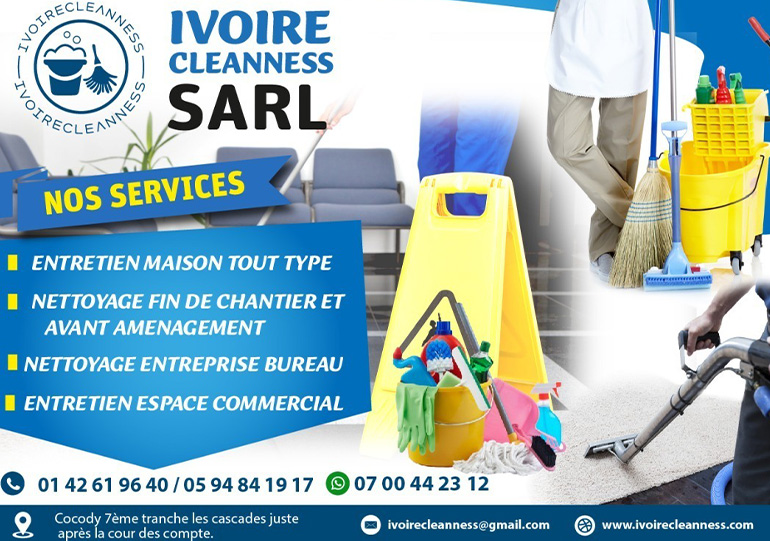 IVOIRECLEANNESS
IVOIRECLEANNESS
IVOIRE
CLEANNESS
SARL
NOS SERVICES
ENTRETIEN MAISON TOUT TYPE
NETTOYAGE FIN DE CHANTIER ET
AVANT AMENAGEMENT
NETTOYAGE ENTREPRISE BUREAU
ENTRETIEN ESPACE COMMERCIAL
01 42 61 96 40 / 05 94 84 19 17 07 00 44 23 12
Cocody 7ème tranche les cascades juste
après la cour des compte.
ivoirecleanness@gmail.com
www.ivoirecleanness.com